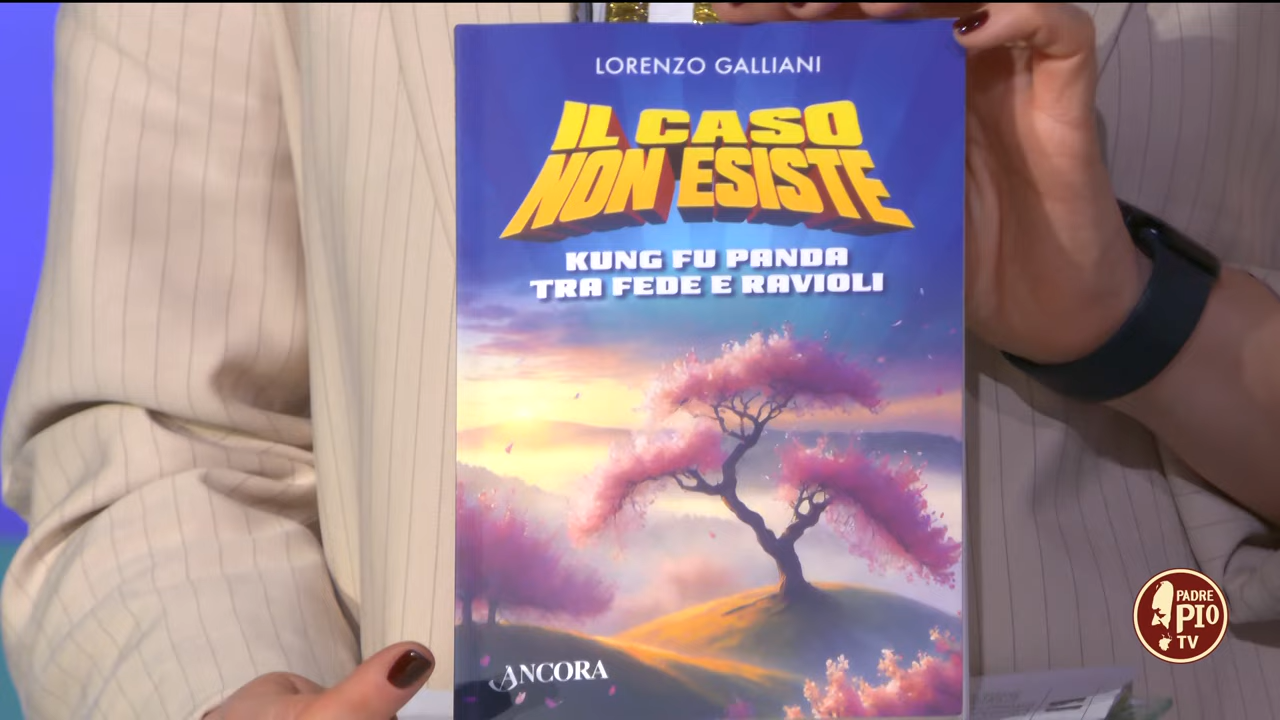 LORENZO GALLIANI
IL CASO
NON ESISTE
KUNG FU PANDA
TRA FEDE E RAVIOLI
ANCORA
PADRE
PIO
TV